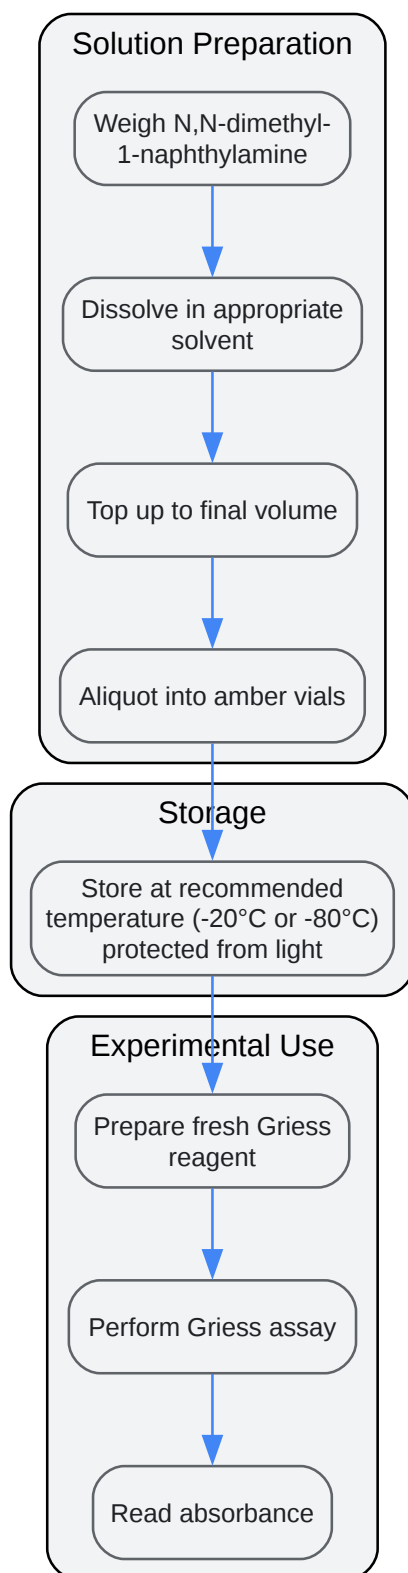 Solution Preparation
Weigh N,N-dimethyl-
1-naphthylamine
Dissolve in appropriate
solvent
Top up to final volume
Aliquot into amber vials
Storage
Store at recommended
temperature (-20°C or -80°C)
protected from light
Experimental Use
Prepare fresh Griess
reagent
Perform Griess assay
Read absorbance